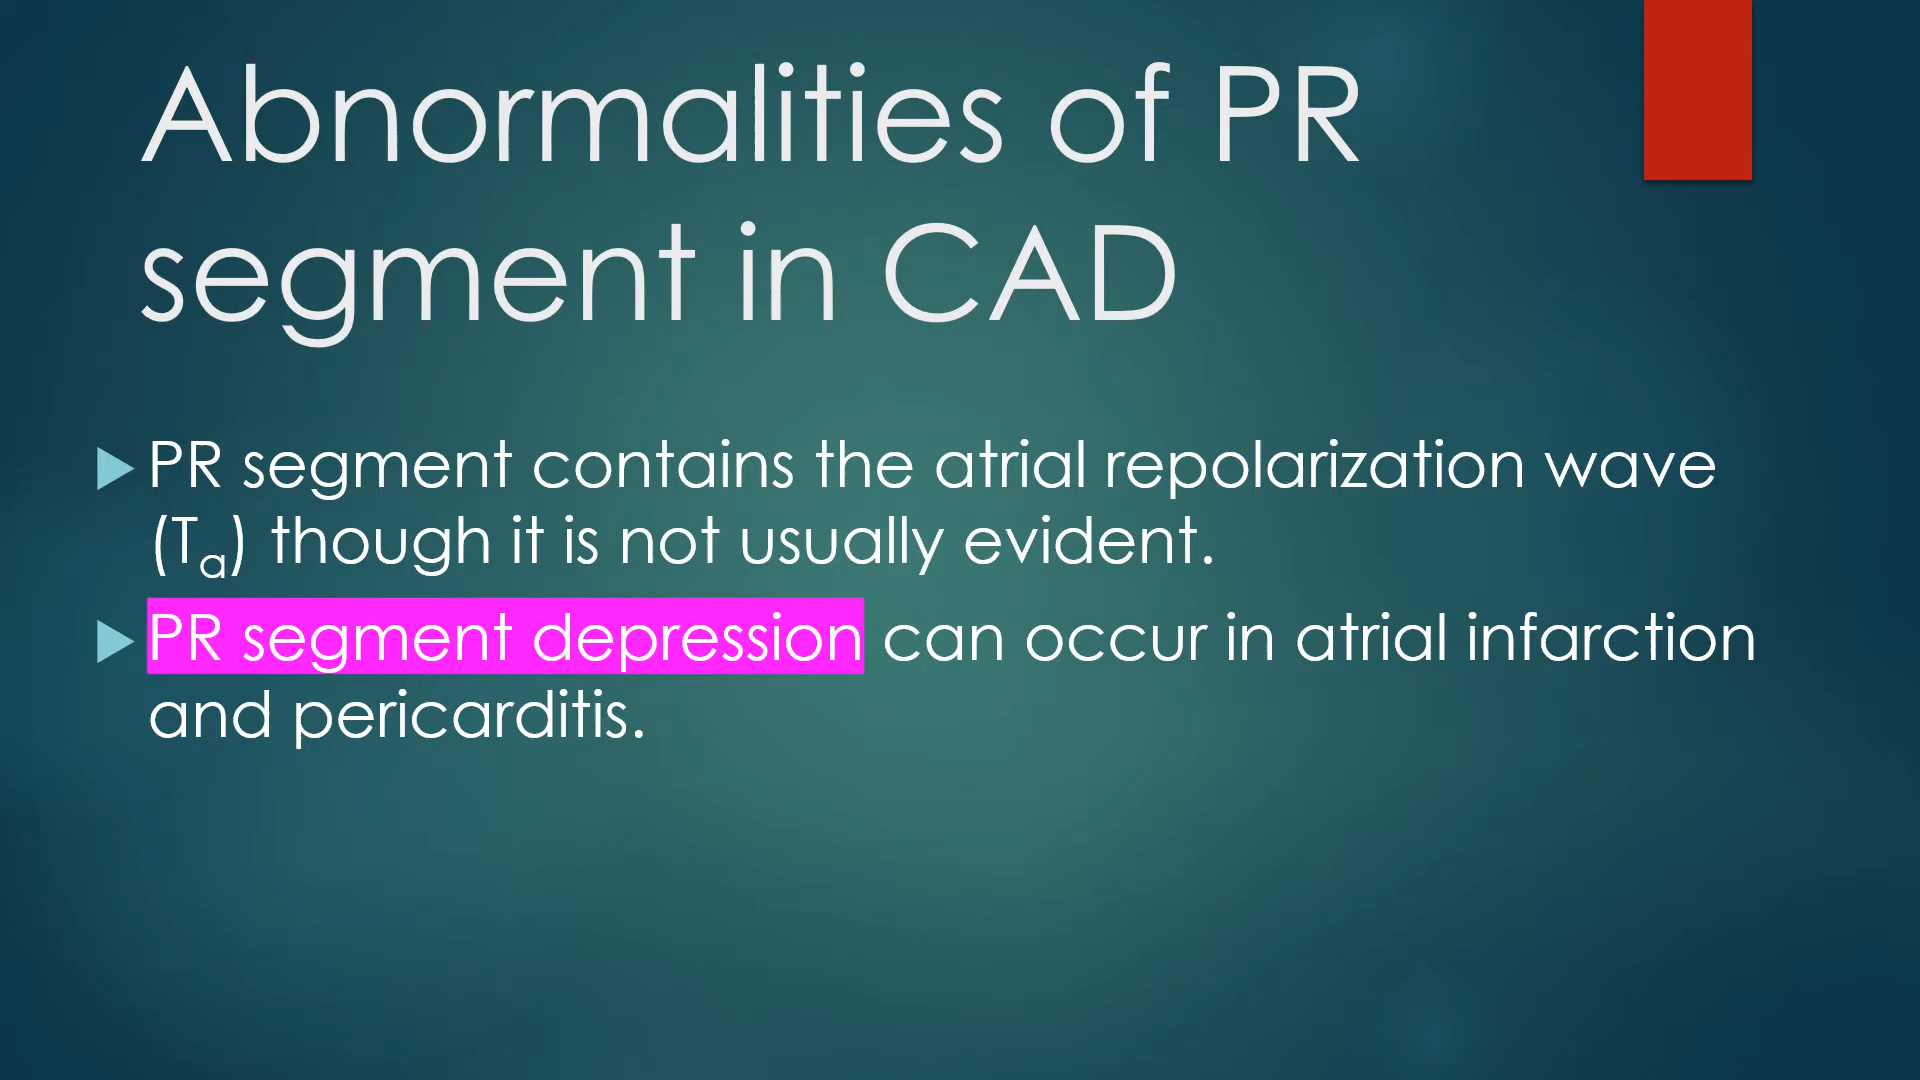 Abnormalities of PR
segment in CAD
PR segment contains the atrial repolarization wave
(Ta) though it is not usually evident.
PR segment depression can occur in atrial infarction
and pericarditis.